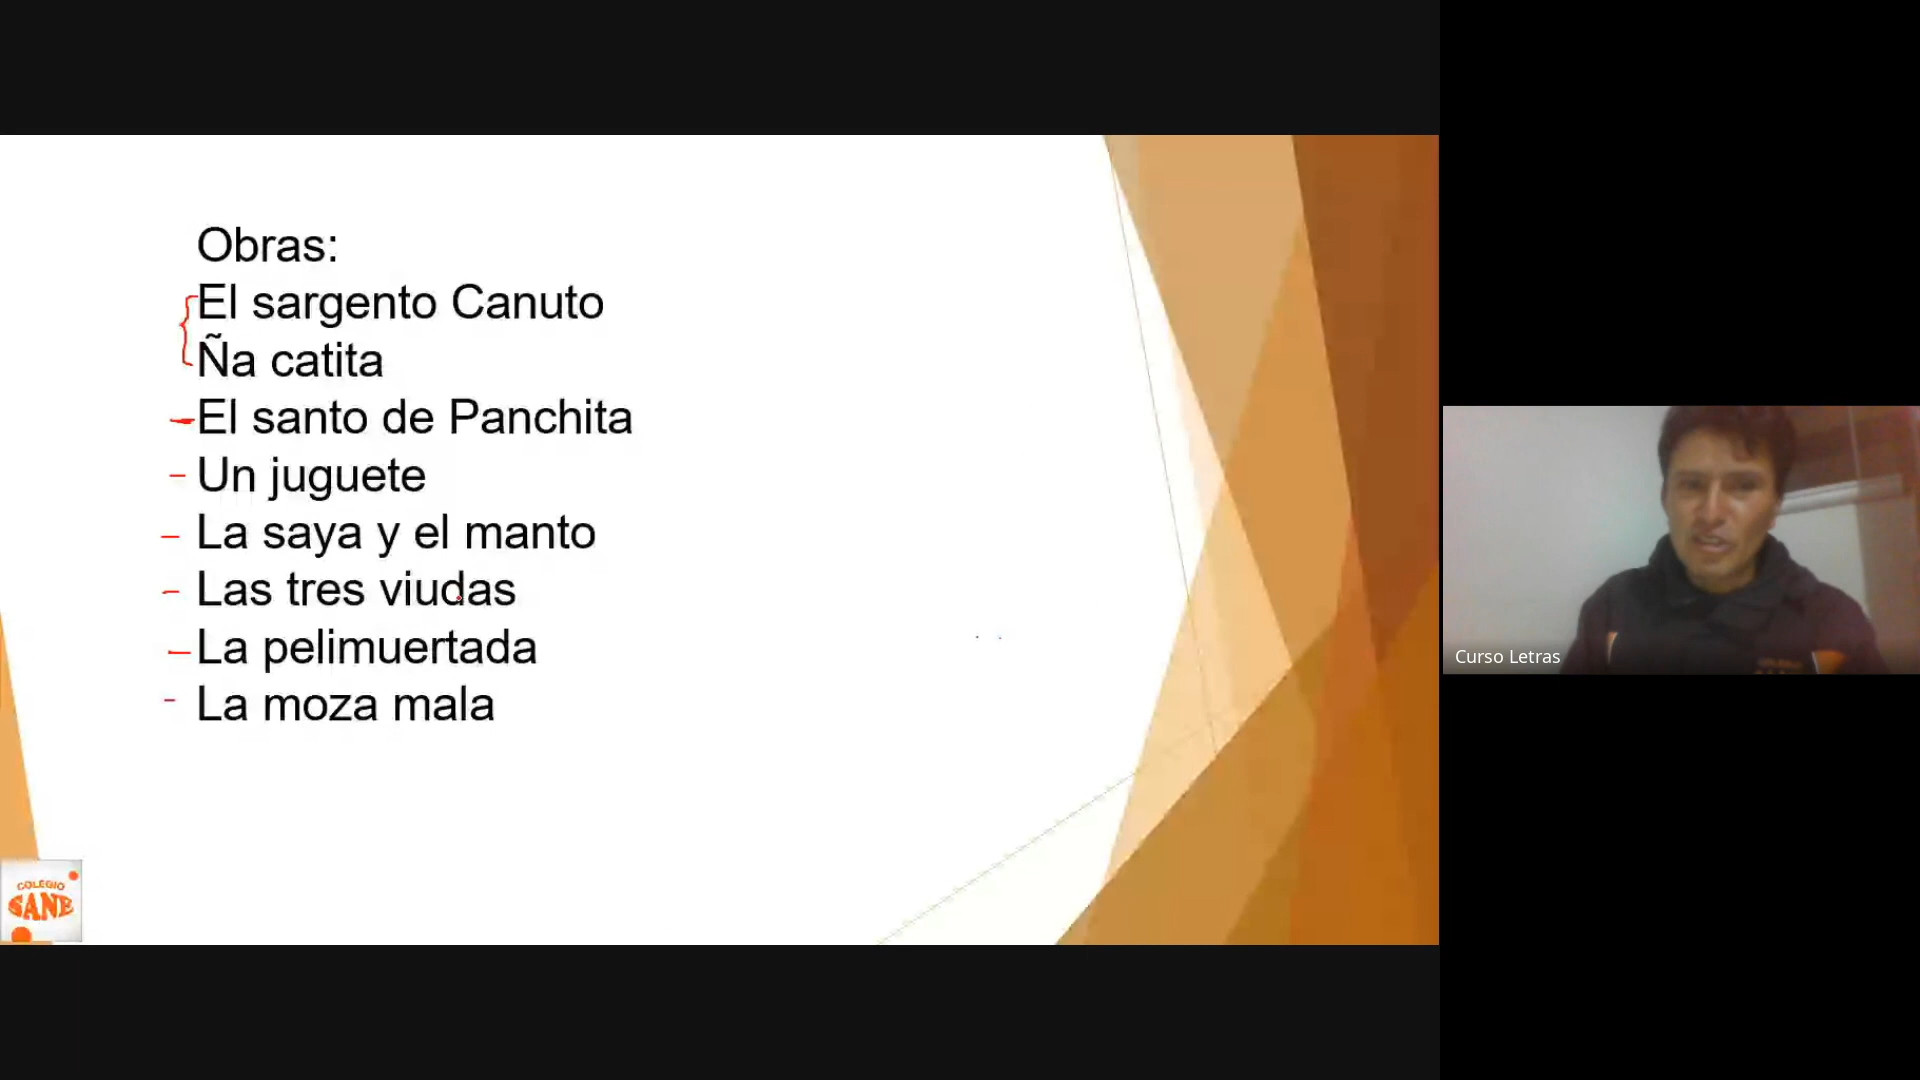 Obras:
El sargento Canuto
Ña catita
El santo de Panchita
Un juguete
La saya y el manto
Las tres viudas
La pelimuertada
La moza mala
Curso Letras
COLEGIO
SANE